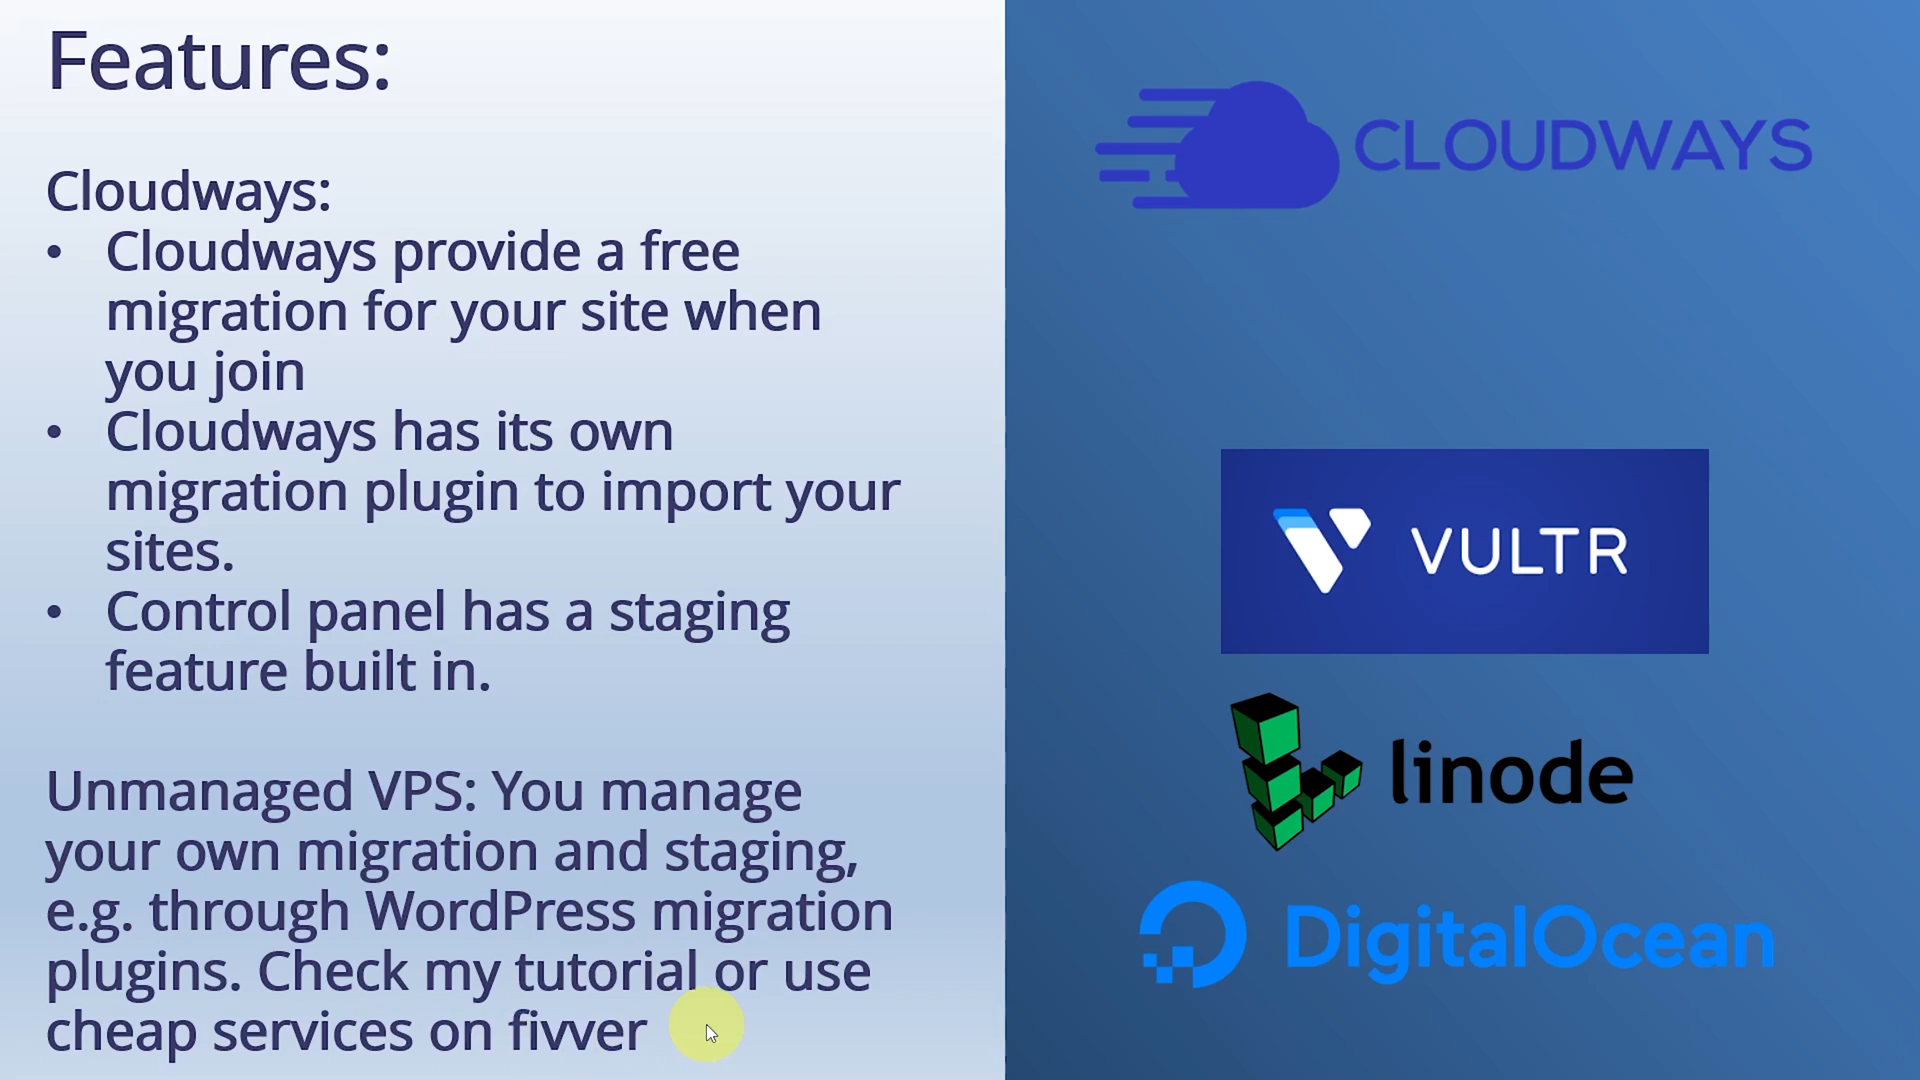 Features:
Cloudways:
• Cloudways provide a free
migration for your site when
you join
• Cloudways has its own
migration plugin to import your
sites.
• Control panel has a staging
feature built in.
Unmanaged VPS: You manage
your own migration and staging,
e.g. through WordPress migration
plugins. Check my tutorial or use
cheap services on fivver
CLOUDWAYS
VULTR
linode
DigitalOcean